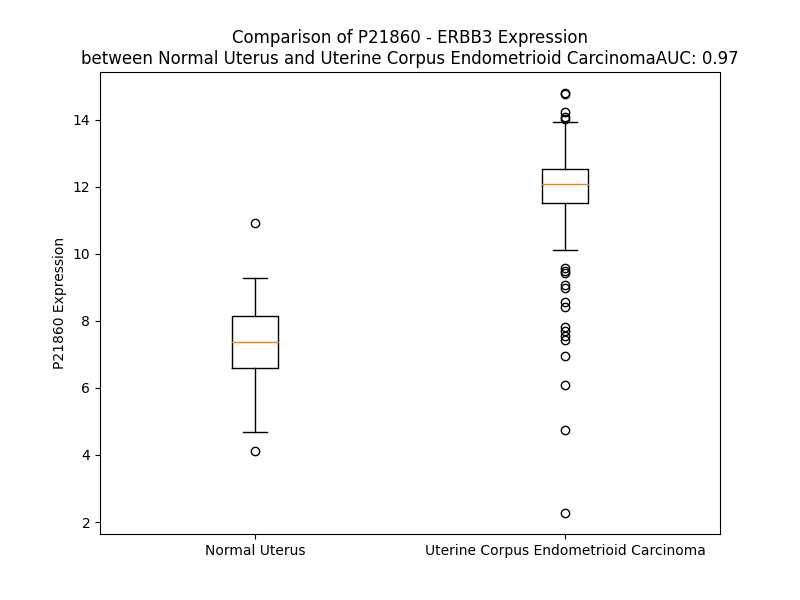 Comparison of P21860 - ERBB3 Expression
between Normal Uterus and Uterine Corpus Endometrioid CarcinomaAUC: 0.97
P21860 Expression
14
12
10
8
6
4
2
Normal Uterus
Uterine Corpus Endometrioid Carcinoma